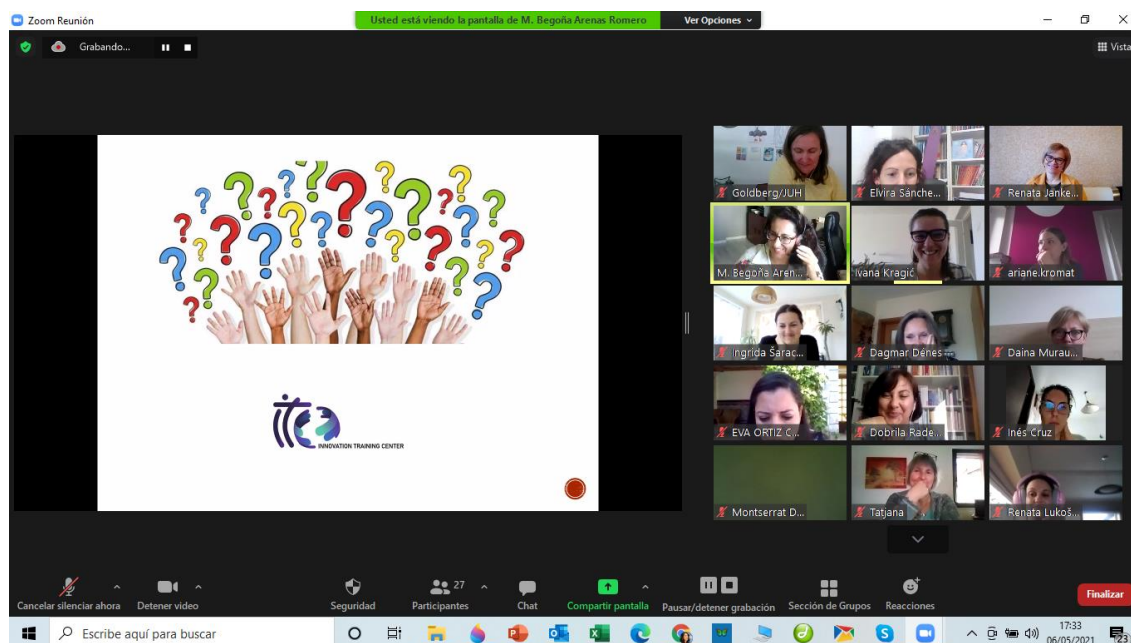 Zoom Reunión
Usted está viendo la pantalla de M. Begoña Arenas Romero
Ver Opciones
Grabando...
Vista
Goldberg/JUH
Elvira Sánche...
Renata Janke...
M. Begoña Aren...
Ivana Kragić
ariane.kromat
Ingrida Šarac...
Dagmar Dénes
Daina Murau...
EVA ORTIZ C...
Dobrila Rade...
Inés Cruz
Montserrat D...
Tatjana
Renata Lukoš...
INNOVATION TRAINING CENTER
Cancelar silenciar ahora
Detener video
Seguridad
Participantes
27
Chat
Compartir pantalla
Pausar/detener grabación
Sección de Grupos
Reacciones
Finalizar
Escribe aquí para buscar
17:33
06/05/2021
23